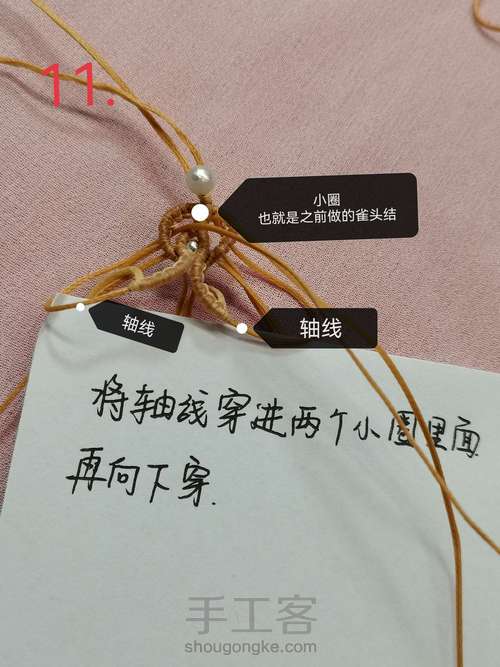 11.
小圈
也就是之前做的雀头结
轴线
轴线
将轴线穿进两个小圈里面
再向下穿.
手工客
shougongke.com